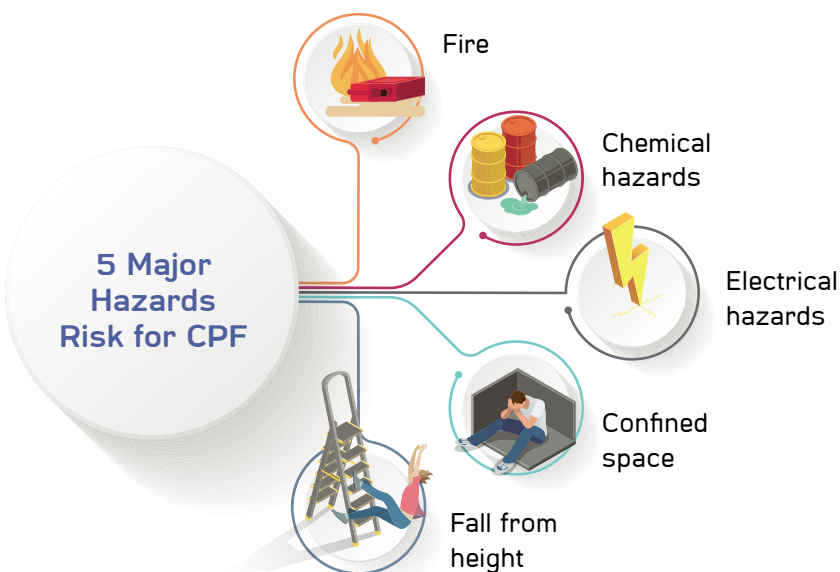 5 Major
Hazards
Risk for CPF
Fire
Chemical
hazards
Electrical
hazards
Confined
space
Fall from
height